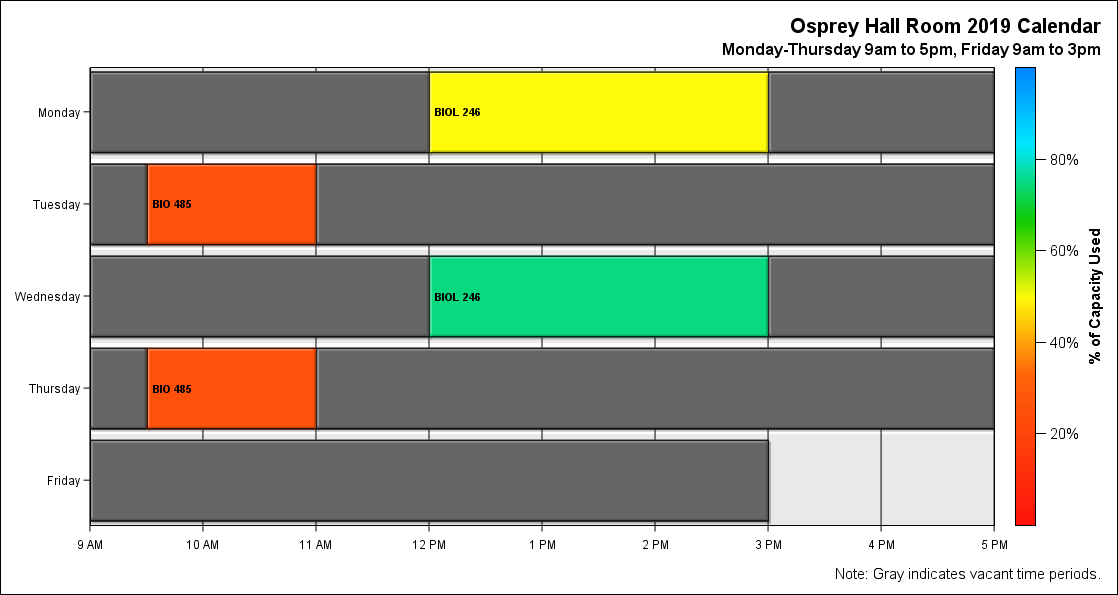 Osprey Hall Room 2019 Calendar
Monday-Thursday 9am to 5pm, Friday 9am to 3pm
Monday
BIOL 246
Tuesday
BIO 485
Wednesday
BIOL 246
Thursday
BIO 485
Friday
9 AM 10 AM 11 AM 12 PM 1 PM 2 PM 3 PM 4 PM 5 PM
80%
60%
40%
20%
% of Capacity Used
Note: Gray indicates vacant time periods.